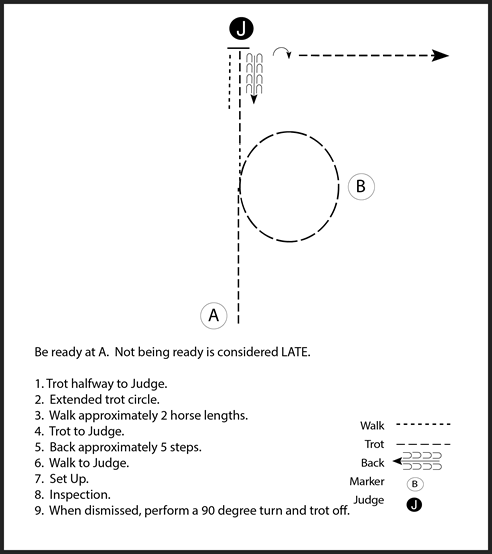 J
B
A
Be ready at A. Not being ready is considered LATE.
1. Trot halfway to Judge.
2. Extended trot circle.
3. Walk approximately 2 horse lengths.
4. Trot to Judge.
5. Back approximately 5 steps.
6. Walk to Judge.
7. Set Up.
8. Inspection.
9. When dismissed, perform a 90 degree turn and trot off.
Walk
Trot
Back
Marker B
Judge J